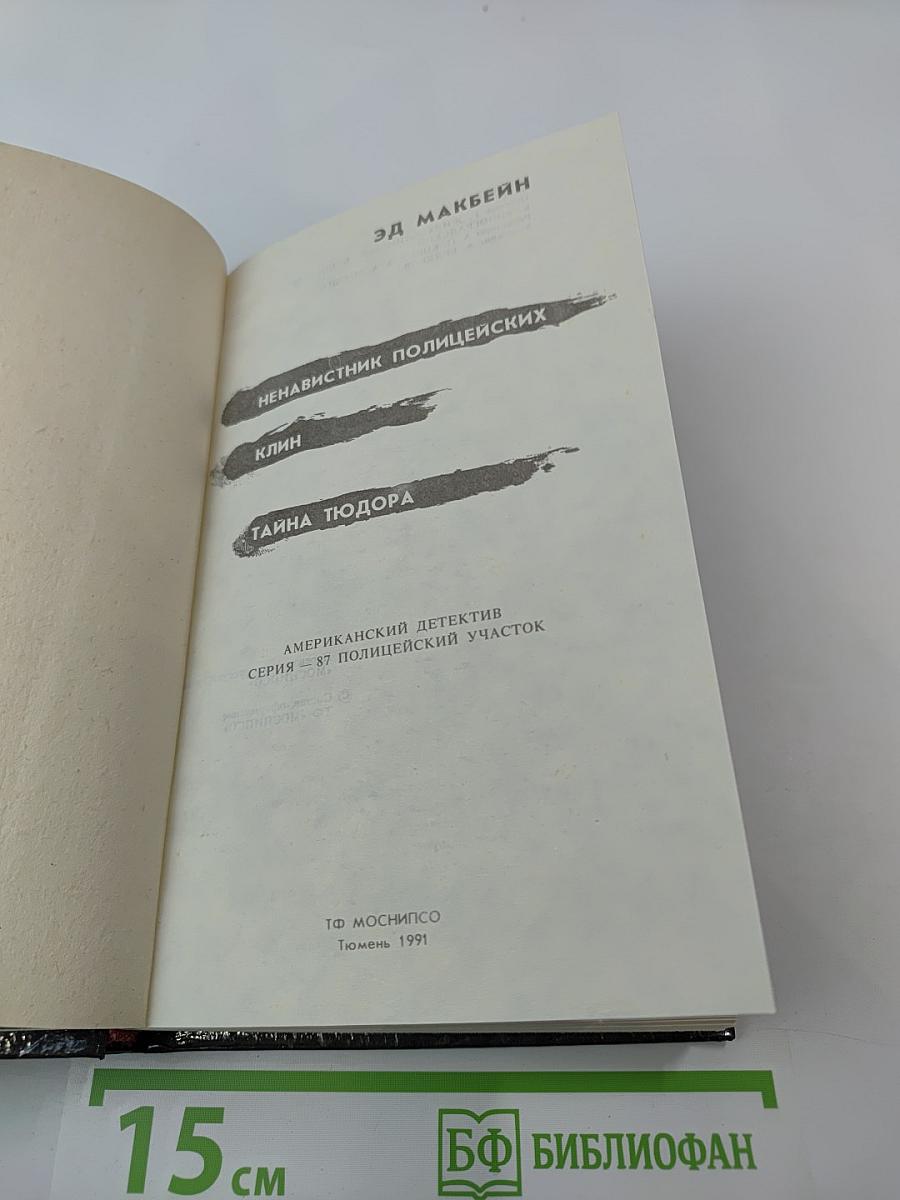 ЭД МАКБЕЙН
НЕНАВИСТНИК ПОЛИЦЕЙСКИХ
КЛИН
ТАЙНА ТЮДОРА
АМЕРИКАНСКИЙ ДЕТЕКТИВ
СЕРИЯ — 87 ПОЛИЦЕЙСКИЙ УЧАСТОК
ТФ МОСНИПСО
Тюмень 1991
15 см
БФ БИБЛИОФАН